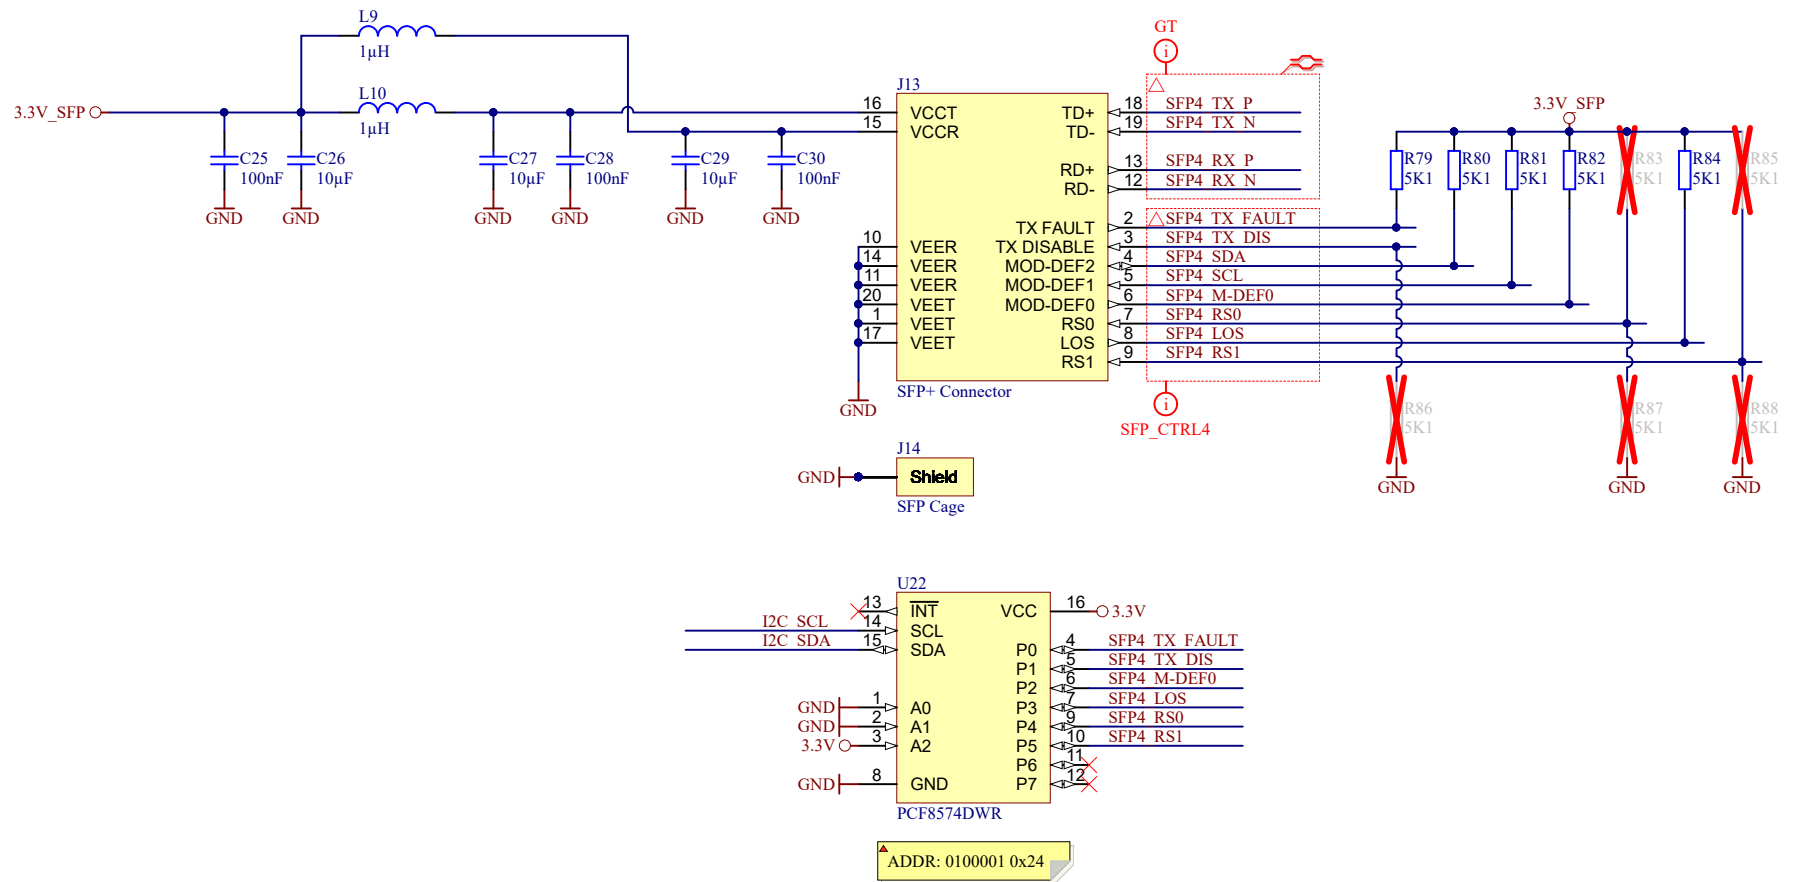 L9
1µH
L10
1µH
3.3V_SFP
C25
100nF
C26
10µF
C27
10µF
C28
100nF
C29
10µF
C30
100nF
GND
GND
GND
GND
GND
GND
J13
16 VCCT
15 VCCR
10 VEER
14 VEER
11 VEER
20 VEET
1 VEET
17 VEET
GND
TD+ 18 SFP4_TX_P
TD- 19 SFP4_TX_N
RD+ 13 SFP4_RX_P
RD- 12 SFP4_RX_N
TX FAULT 2 SFP4_TX_FAULT
TX DISABLE 3 SFP4_TX_DIS
MOD-DEF2 4 SFP4_SDA
MOD-DEF1 5 SFP4_SCL
MOD-DEF0 6 SFP4_M-DEF0
RS0 7 SFP4_RS0
LOS 8 SFP4_LOS
RS1 9 SFP4_RS1
SFP+ Connector
GT
i
i
SFP_CTRL4
3.3V_SFP
R79
5K1
R80
5K1
R81
5K1
R82
5K1
R83
5K1
R84
5K1
R85
5K1
R86
5K1
R87
5K1
R88
5K1
GND
GND
GND
J14
GND
Shield
SFP Cage
U22
13 INT
I2C_SCL 14 SCL
I2C_SDA 15 SDA
GND 1 A0
GND 2 A1
3.3V 3 A2
GND 8 GND
VCC 16 3.3V
P0 4 SFP4_TX_FAULT
P1 5 SFP4_TX_DIS
P2 6 SFP4_M-DEF0
P3 7 SFP4_LOS
P4 9 SFP4_RS0
P5 10 SFP4_RS1
P6 11
P7 12
PCF8574DWR
ADDR: 0100001 0x24